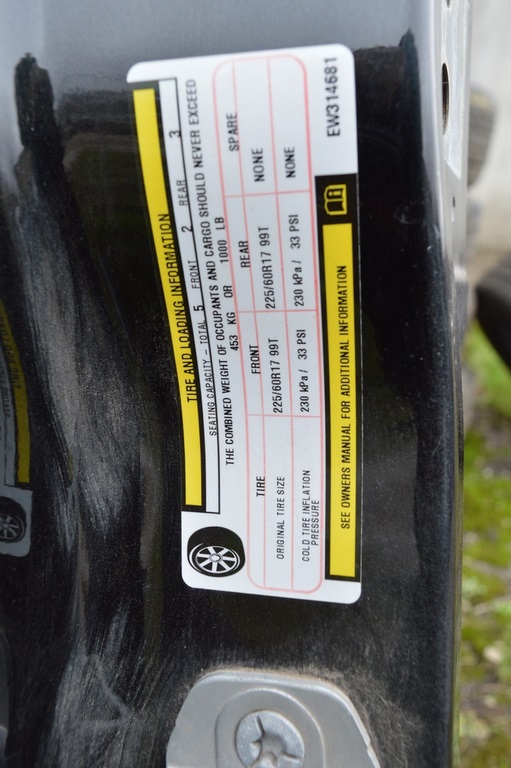 TIRE AND LOADING INFORMATION
SEATING CAPACITY – TOTAL 5 FRONT 2 REAR 3
THE COMBINED WEIGHT OF OCCUPANTS AND CARGO SHOULD NEVER EXCEED
453 KG OR 1000 LB
TIRE FRONT REAR SPARE
ORIGINAL TIRE SIZE 225/60R17 99T 225/60R17 99T NONE
COLD TIRE INFLATION PRESSURE 230 kPa / 33 PSI 230 kPa / 33 PSI NONE
SEE OWNERS MANUAL FOR ADDITIONAL INFORMATION
EW314681